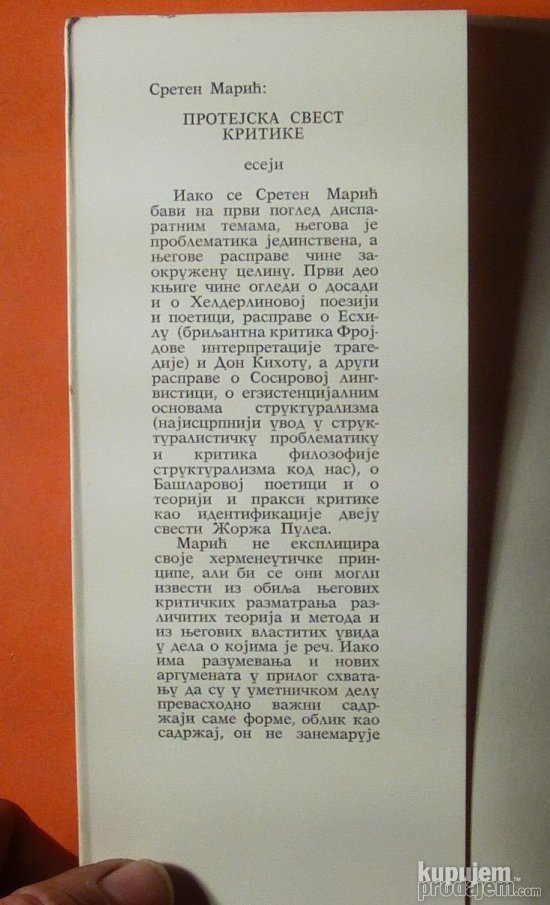 Сретен Марић:
ПРОТЕЈСКА СВЕСТ
КРИТИКЕ
есеји
Иако се Сретен Марић
бави на први поглед диспа-
ратним темама, његова је
проблематика јединствена, а
његове расправе чине за-
окружену целину. Први део
књиге чине огледи о досади
и о Хелдерлиновој поезији
и поетици, расправе о Есхи-
лу (бриљантна критика Фрој-
дове интерпретације траге-
дије) и Дон Кихоту, а други
расправе о Сосировој линг-
вистици, о егзистенцијалним
основама структурализма
(најисцрпнији увод у струк-
туралистичку проблематику
и критика филозофије
структурализма код нас), о
Башларовој поетици и о
теорији и пракси критике
као идентификације двеју
свести Жоржа Пулеа.
Марић не експлицира
своје херменеутичке прин-
ципе, али би се они могли
извести из обиља његових
критичких разматрања раз-
личитих теорија и метода и
из његових властитих увида
у дела о којима је реч. Иако
има разумевања и нових
аргумената у прилог схвата-
њу да су у уметничком делу
превасходно важни садр-
жаји саме форме, облик као
садржај, он не занемарује
kupujem™
prodajem.com